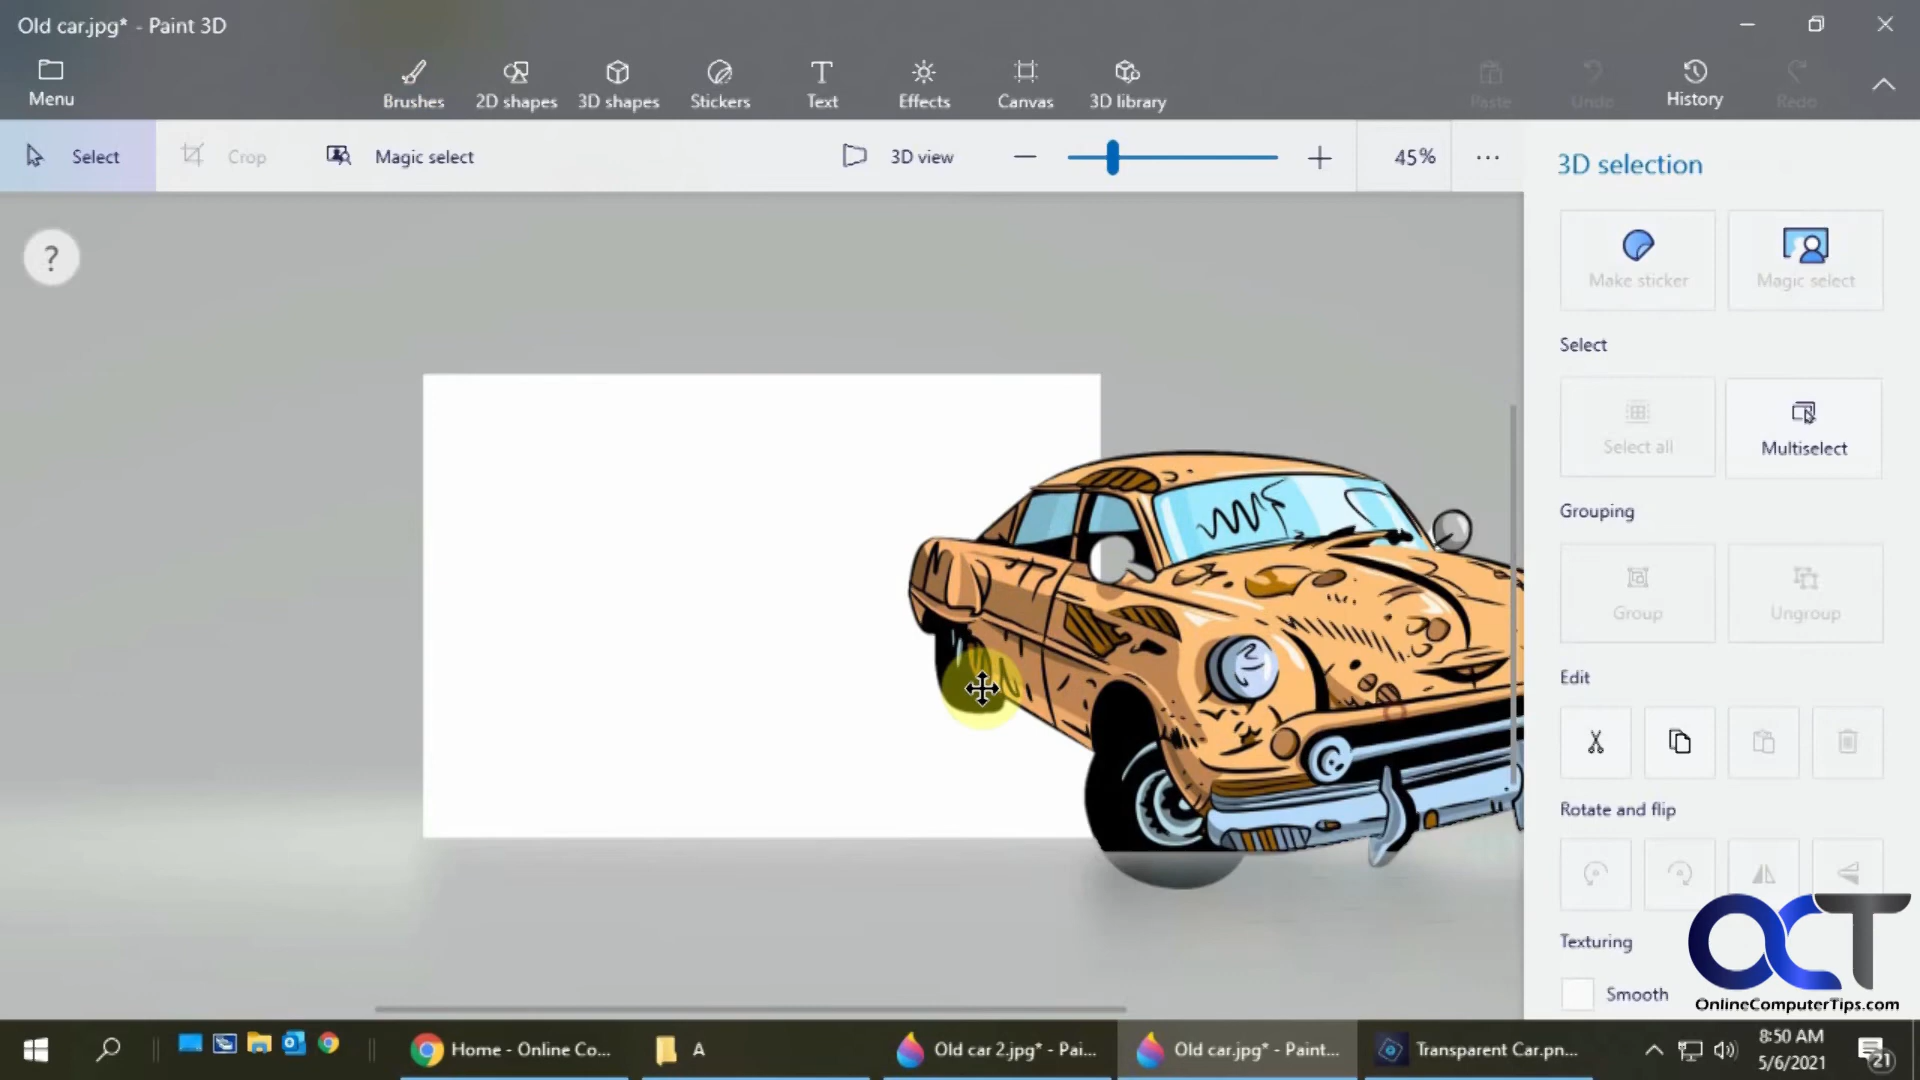 Old car.jpg* - Paint 3D
Menu
Brushes
2D shapes
3D shapes
Stickers
Text
Effects
Canvas
3D library
Paste
Undo
History
Redo
Select
Crop
Magic select
3D view
45%
3D selection
?
Make sticker
Magic select
Select
Select all
Multiselect
Grouping
Group
Ungroup
Edit
Rotate and flip
Texturing
Smooth
OCT
OnlineComputerTips.com
Home - Online Co...
A
Old car 2.jpg* - Pai...
Old car.jpg* - Paint...
Transparent Car.pn...
8:50 AM
5/6/2021
21